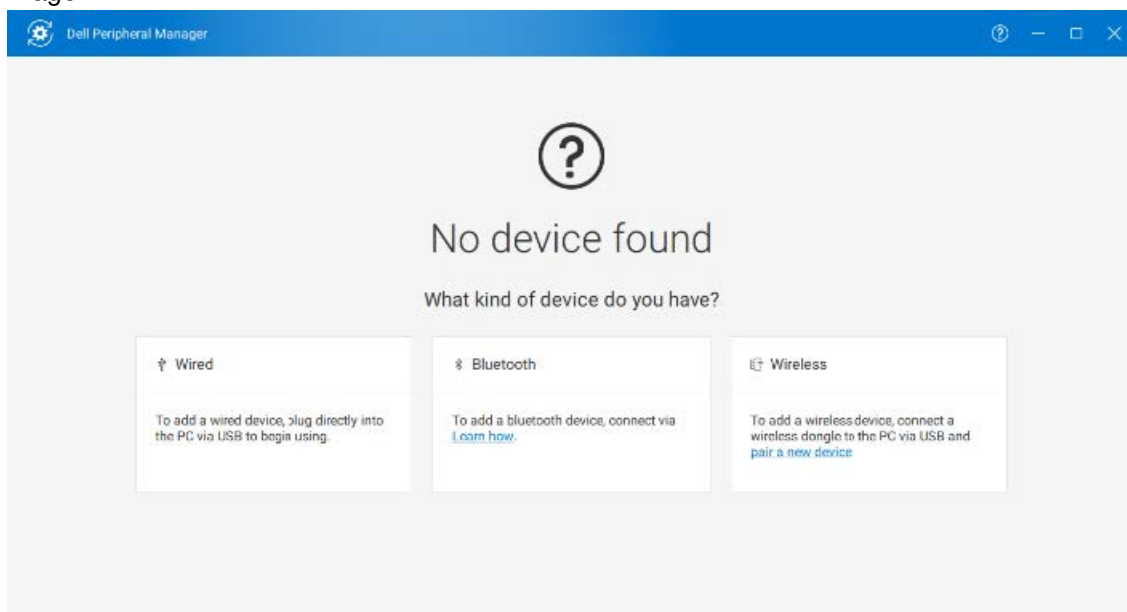 Dell Peripheral Manager
No device found
What kind of device do you have?
Wired
To add a wired device, plug directly into
the PC via USB to begin using.
Bluetooth
To add a bluetooth device, connect via
Learn how.
Wireless
To add a wireless device, connect a
wireless dongle to the PC via USB and
pair a new device